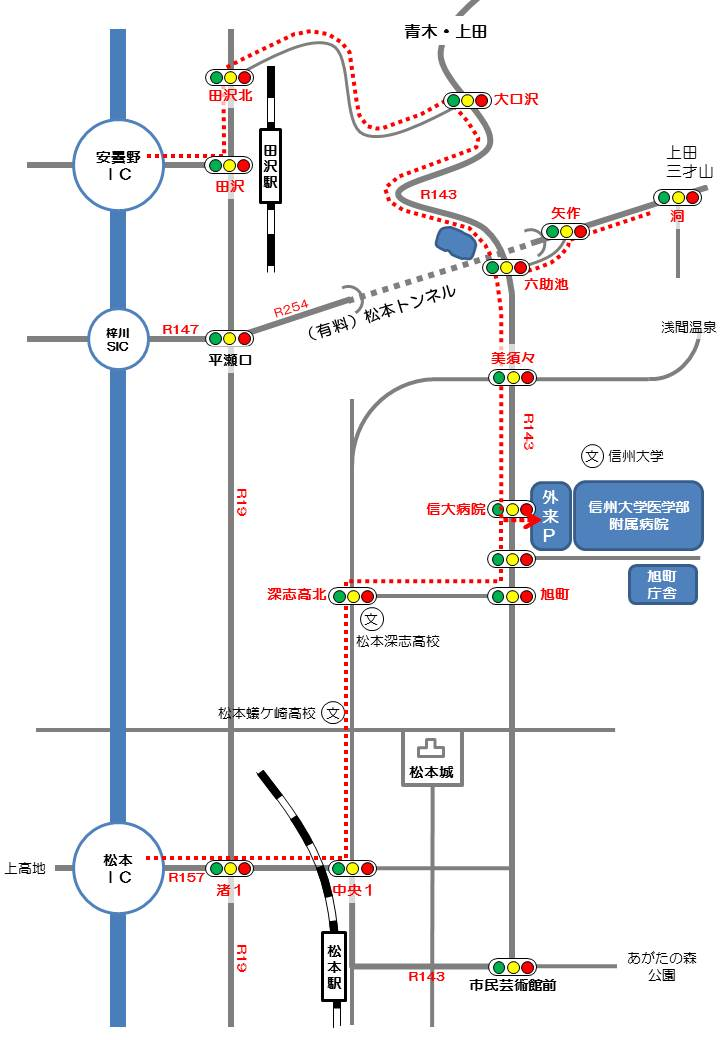 青木・上田
田沢北
大口沢
安曇野
IC
田沢
田沢駅
R143
上田
三才山
矢作
洞
六助池
R254
（有料）松本トンネル
梓川
SIC
R147
平瀬口
浅間温泉
美須々
R143
文 信州大学
R19
信大病院
外来P
信州大学医学部
附属病院
旭町
庁舎
深志高北
旭町
文
松本深志高校
松本蟻ケ崎高校 文
松本城
松本
IC
上高地
R157
渚1
中央1
R19
松本駅
R143
市民芸術館前
あがたの森
公園